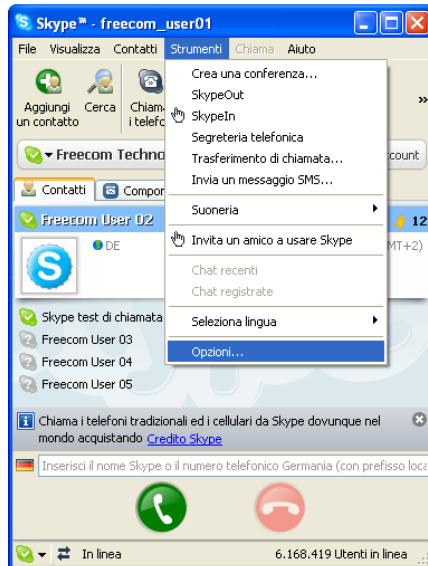 Skype™ - freecom_user01
File Visualizza Contatti Strumenti Chiama Aiuto
Aggiungi un contatto
Cerca
i telefo
»
Crea una conferenza...
SkypeOut
SkypeIn
Segreteria telefonica
Trasferimento di chiamata...
Invia un messaggio SMS...
Suoneria
Invita un amico a usare Skype
Chat recenti
Chat registrate
Seleziona lingua
Opzioni...
Freecom Techno
count
Contatti
Compor
Freecom User 02
12
DE
MT+2)
S
Skype test di chiamata
Freecom User 03
Freecom User 04
Freecom User 05
Chiama i telefoni tradizionali ed i cellulari da Skype dovunque nel
mondo acquistando Credito Skype
Inserisci il nome Skype o il numero telefonico Germania (con prefisso loca
In linea
6.168.419 Utenti in linea